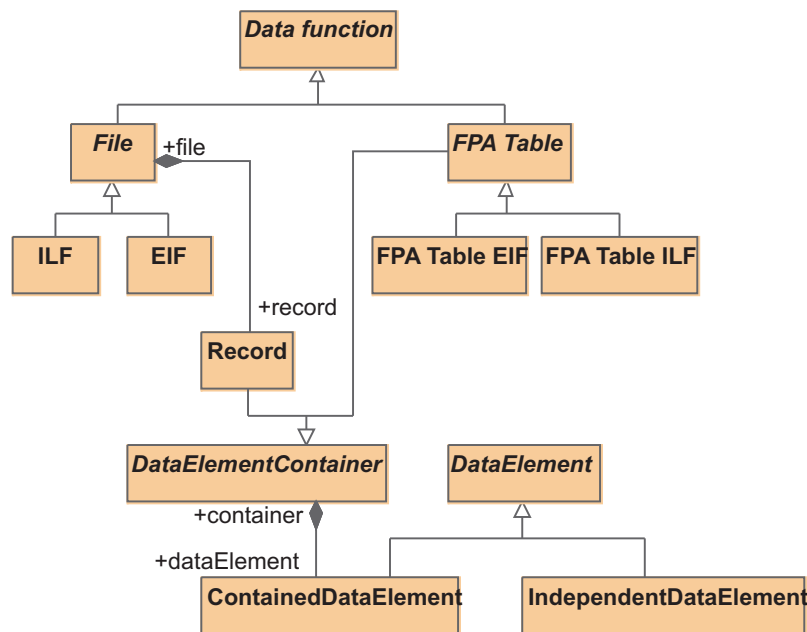 Data function
File
+file
FPA Table
ILF
EIF
FPA Table EIF
FPA Table ILF
+record
Record
DataElementContainer
DataElement
+container
+dataElement
ContainedDataElement
IndependentDataElement